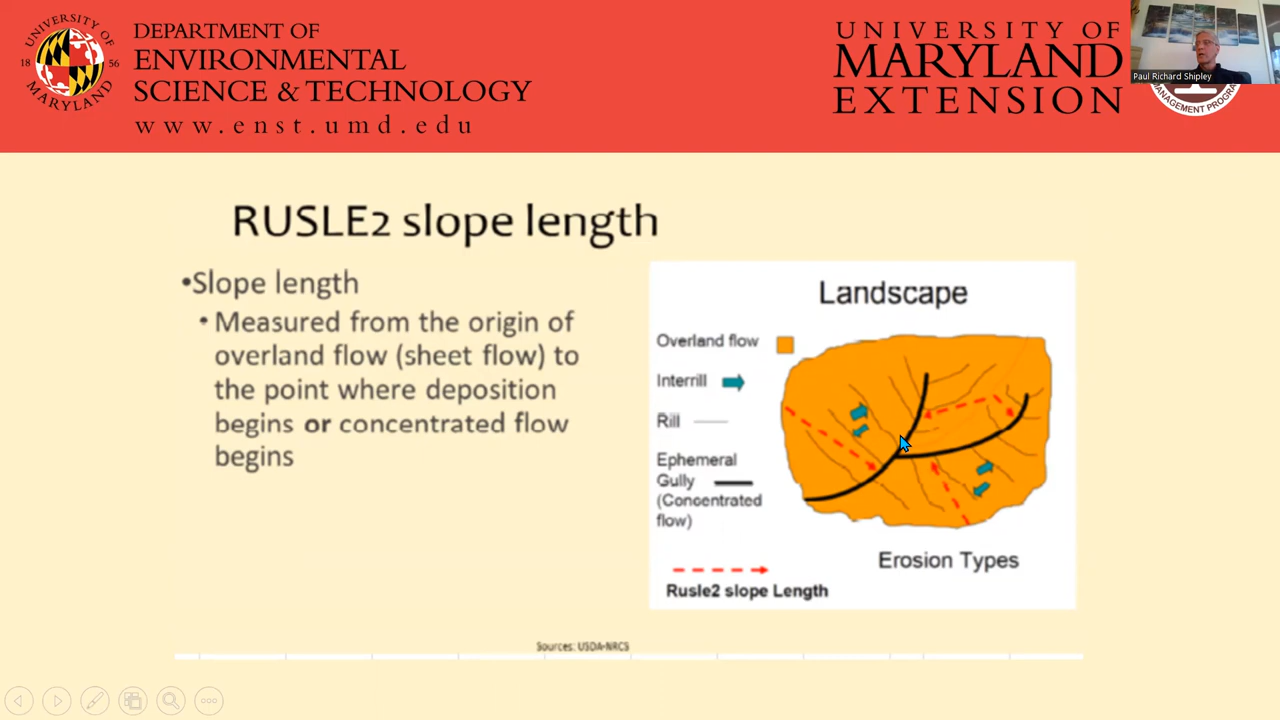 UNIVERSITY OF
18 56
MARYLAND
DEPARTMENT OF
ENVIRONMENTAL
SCIENCE & TECHNOLOGY
www.enst.umd.edu
UNIVERSITY OF
MARYLAND
EXTENSION
Paul Richard Shipley
MANAGEMENT PROGR
RUSLE2 slope length
•Slope length
• Measured from the origin of
overland flow (sheet flow) to
the point where deposition
begins or concentrated flow
begins
Landscape
Overland flow
Interrill
Rill
Ephemeral
Gully
(Concentrated
flow)
Erosion Types
Rusle2 slope Length
Sources: USDA-NRCS